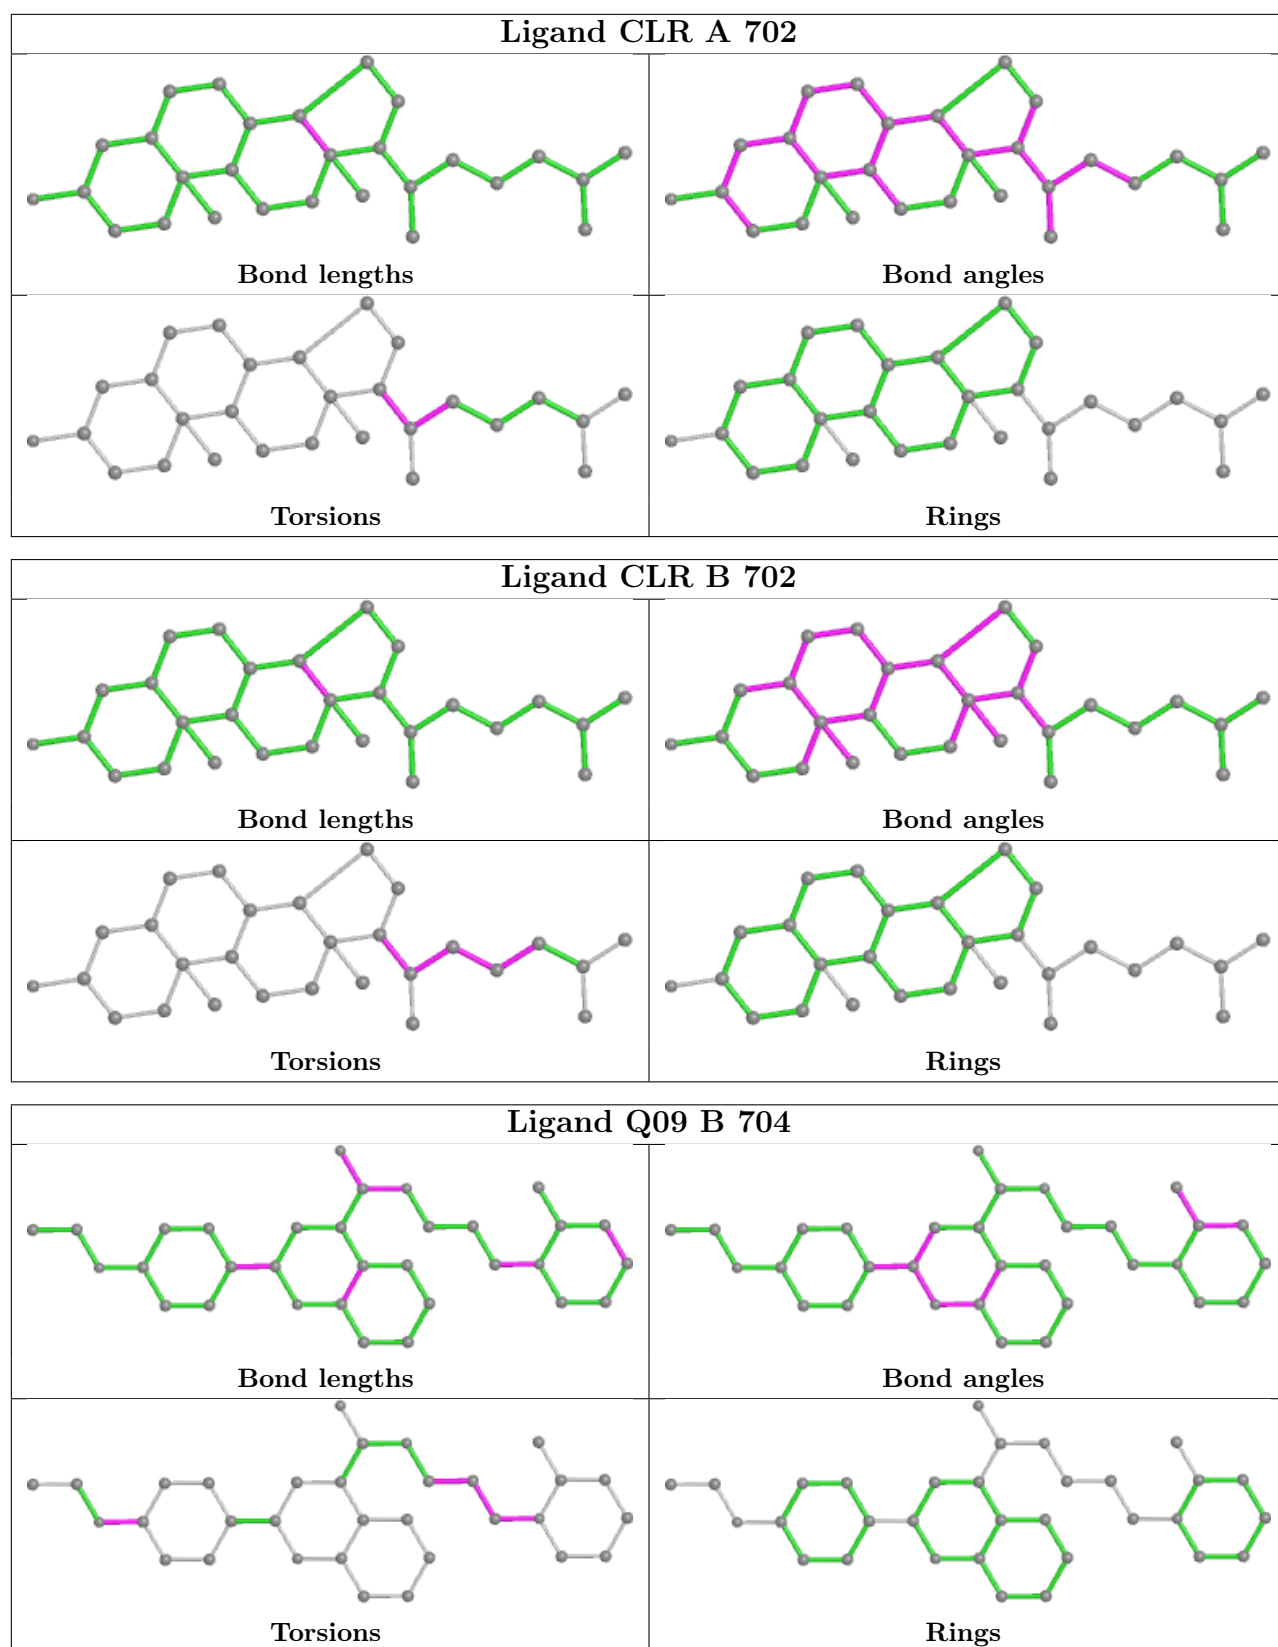 Ligand CLR A 702
Bond lengths
Bond angles
Torsions
Rings
Ligand CLR B 702
Bond lengths
Bond angles
Torsions
Rings
Ligand Q09 B 704
Bond lengths
Bond angles
Torsions
Rings